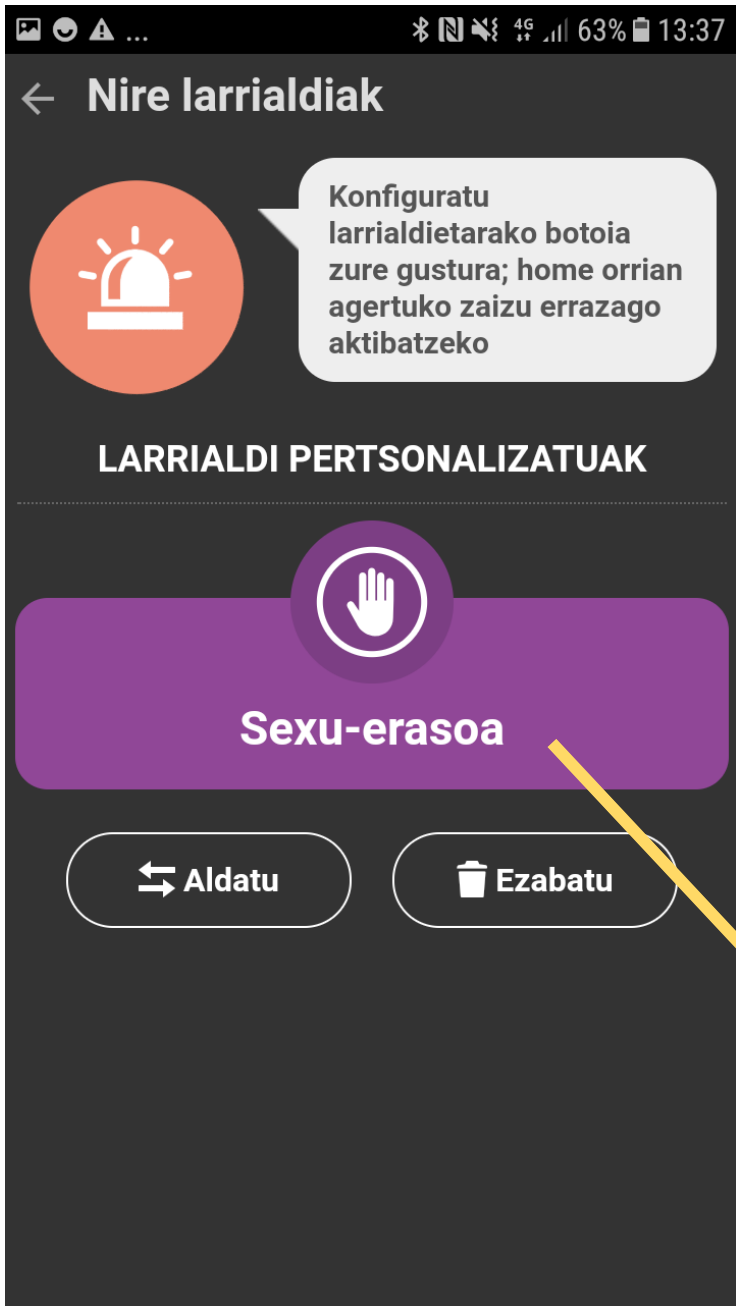 ... 4G 63% 13:37
Nire larrialdiak
Konfiguratu
larrialdietarako botoia
zure gustura; home orrian
agertuko zaizu errazago
aktibatzeko
LARRIALDI PERTSONALIZATUAK
Sexu-erasoa
Aldatu Ezabatu